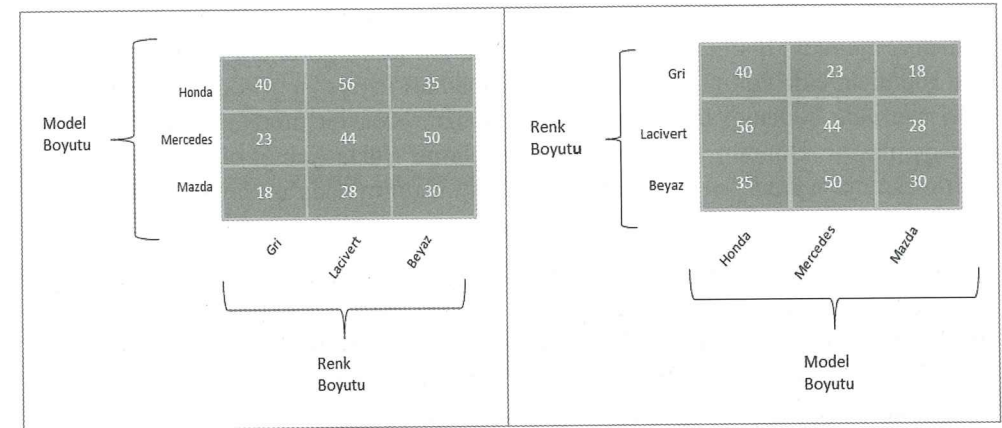 Model
Boyutu
Honda 40 56 35
Mercedes 23 44 50
Mazda 18 28 30
Gri Lacivert Beyaz
Renk
Boyutu
Renk
Boyutu
Gri 40 23 18
Lacivert 56 44 28
Beyaz 35 50 30
Honda Mercedes Mazda
Model
Boyutu